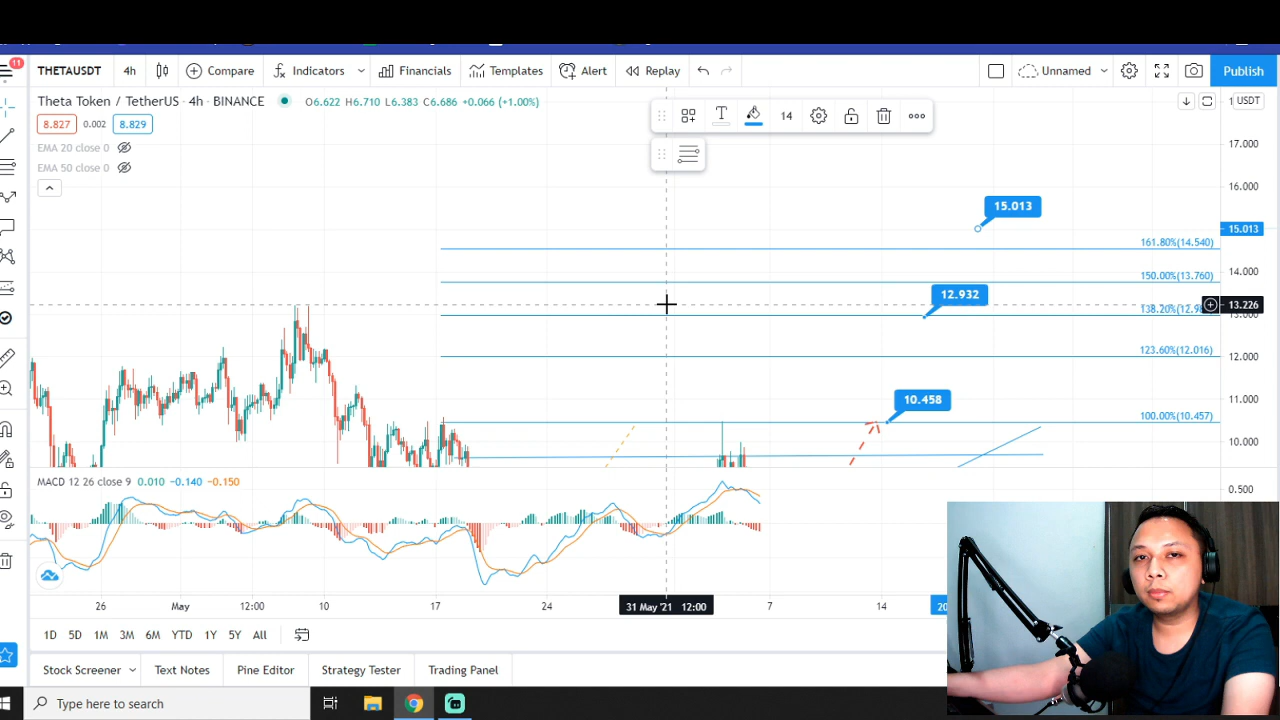 11
THETAUSDT 4h Compare Indicators Financials Templates Alert Replay Unnamed Publish
Theta Token / TetherUS · 4h · BINANCE O6.622 H6.710 L6.383 C6.686 +0.066 (+1.00%)
USDT
8.827 0.002 8.829
T 14
EMA 20 close 0
EMA 50 close 0
17.000
16.000
15.013
15.013
161.80%(14.540)
14.000
150.00%(13.760)
12.932
13.226
13.000
123.60%(12.016)
12.000
10.458
11.000
100.00%(10.457)
10.000
MACD 12 26 close 9 0.010 −0.140 −0.150
0.500
26 May 12:00 10 17 24 31 May '21 12:00 7 14
1D 5D 1M 3M 6M YTD 1Y 5Y All
Stock Screener Text Notes Pine Editor Strategy Tester Trading Panel
Type here to search